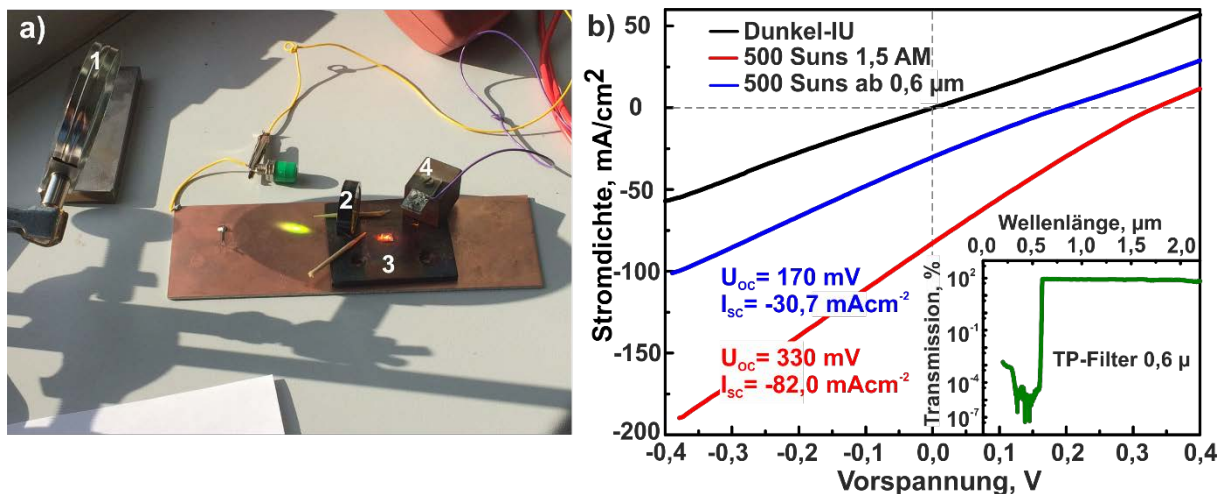 a)
1
2
3
4
b)
Dunkel-IU
500 Suns 1,5 AM
500 Suns ab 0,6 µm
Stromdichte, mA/cm²
50
0
-50
-100
-150
-200
-0,4 -0,3 -0,2 -0,1 0,0 0,1 0,2 0,3 0,4
Vorspannung, V
U_OC= 170 mV
I_SC= -30,7 mAcm⁻²
U_OC= 330 mV
I_SC= -82,0 mAcm⁻²
Wellenlänge, µm
0,0 0,5 1,0 1,5 2,0
Transmission, %
10²
10⁻¹
10⁻⁴
10⁻⁷
TP-Filter 0,6 µ